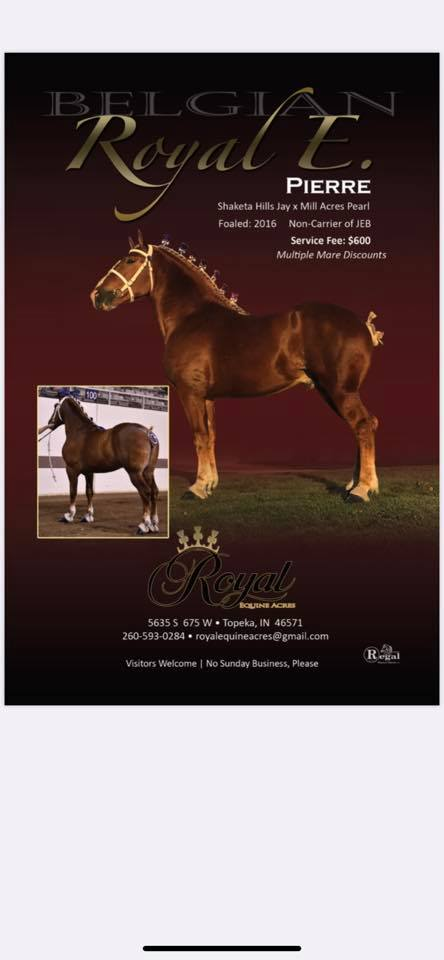 BELGIAN
Royal E.
PIERRE
Shaketa Hills Jay x Mill Acres Pearl
Foaled: 2016 Non-Carrier of JEB
Service Fee: $600
Multiple Mare Discounts
100
Royal
EQUINE ACRES
5635 S 675 W • Topeka, IN 46571
260-593-0284 • royalequineacres@gmail.com
Visitors Welcome | No Sunday Business, Please
Regal